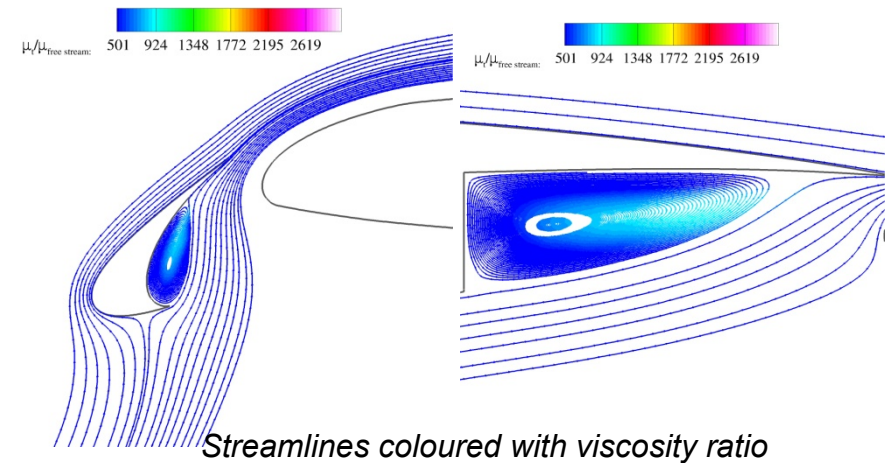 μₜ/μfree stream: 501 924 1348 1772 2195 2619
μₜ/μfree stream: 501 924 1348 1772 2195 2619
Streamlines coloured with viscosity ratio